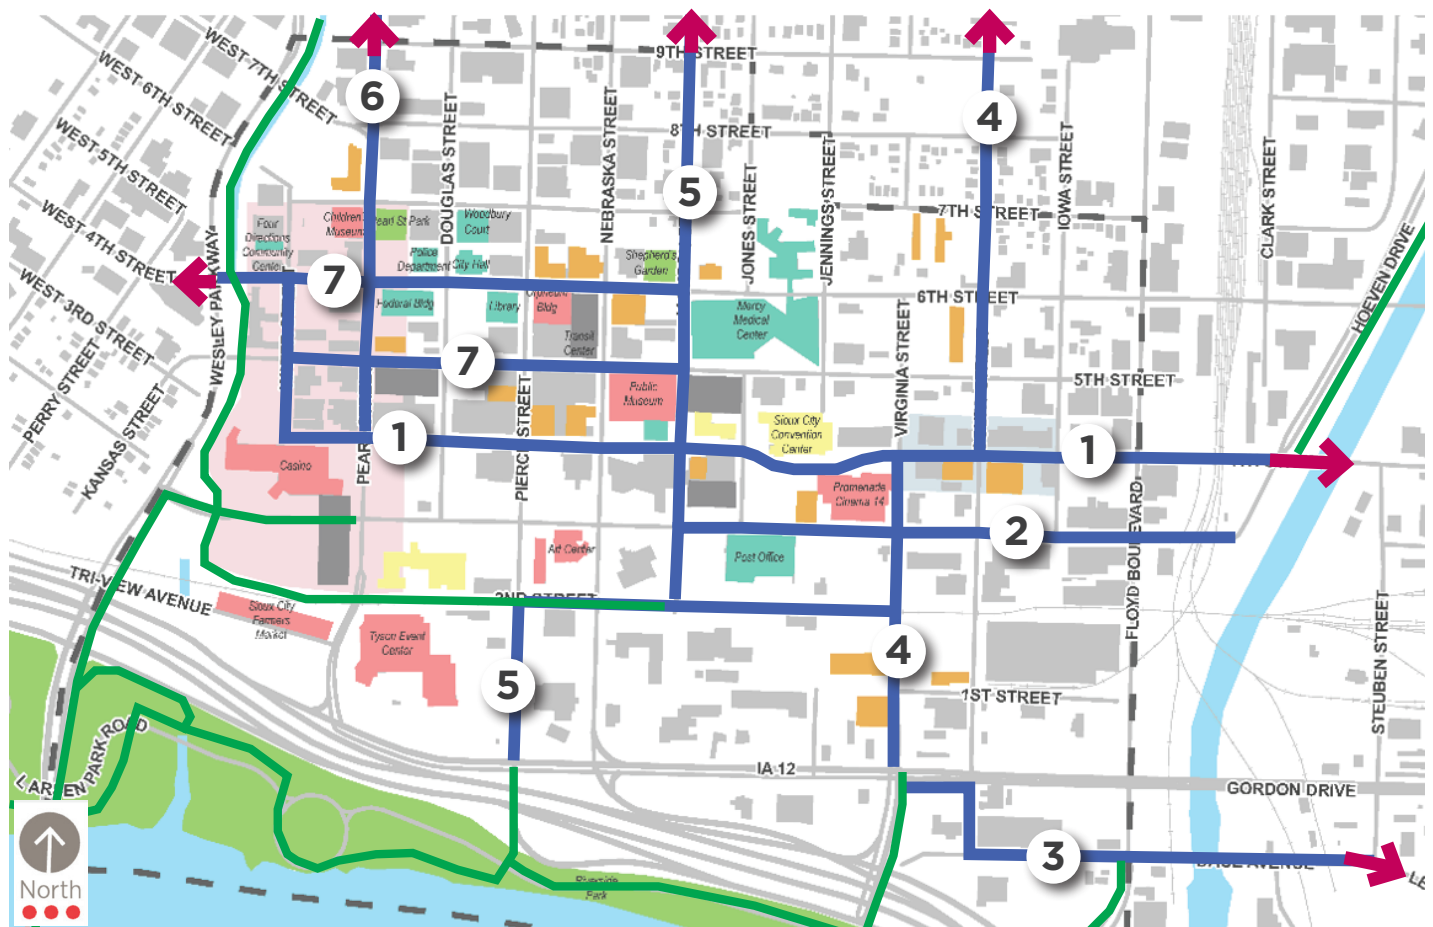 9TH STREET
WEST 7TH STREET
WEST 6TH STREET
WEST 5TH STREET
WEST 4TH STREET
WEST 3RD STREET
PERRY STREET
KANSAS STREET
WESLEY PARKWAY
6
4
8TH STREET
DOUGLAS STREET
NEBRASKA STREET
5
JONES STREET
JENNINGS STREET
IOWA STREET
CLARK STREET
7TH STREET
HOEVEN DRIVE
Four
Directions
Community
Center
Children's
Museum
Pearl St Park
Woodbury
Court
Police
Department
City Hall
Shepherd's
Garden
7
Federal Bldg
Library
Orpheum
Bldg
Transit
Center
Mercy
Medical
Center
6TH STREET
VIRGINIA STREET
7
5TH STREET
Public
Museum
Sioux City
Convention
Center
1
1
PEAR
PIERC STREET
Casino
Promenade
Cinema 14
2
Art Center
Post Office
FLOYD BOULEVARD
TRI-VIEW AVENUE
2ND STREET
Sioux City
Farmers
Market
Tyson Event
Center
4
5
1ST STREET
STEUBEN STREET
LARSEN PARK ROAD
IA 12
GORDON DRIVE
3
DACE AVENUE
LE
Riverside
Park
North